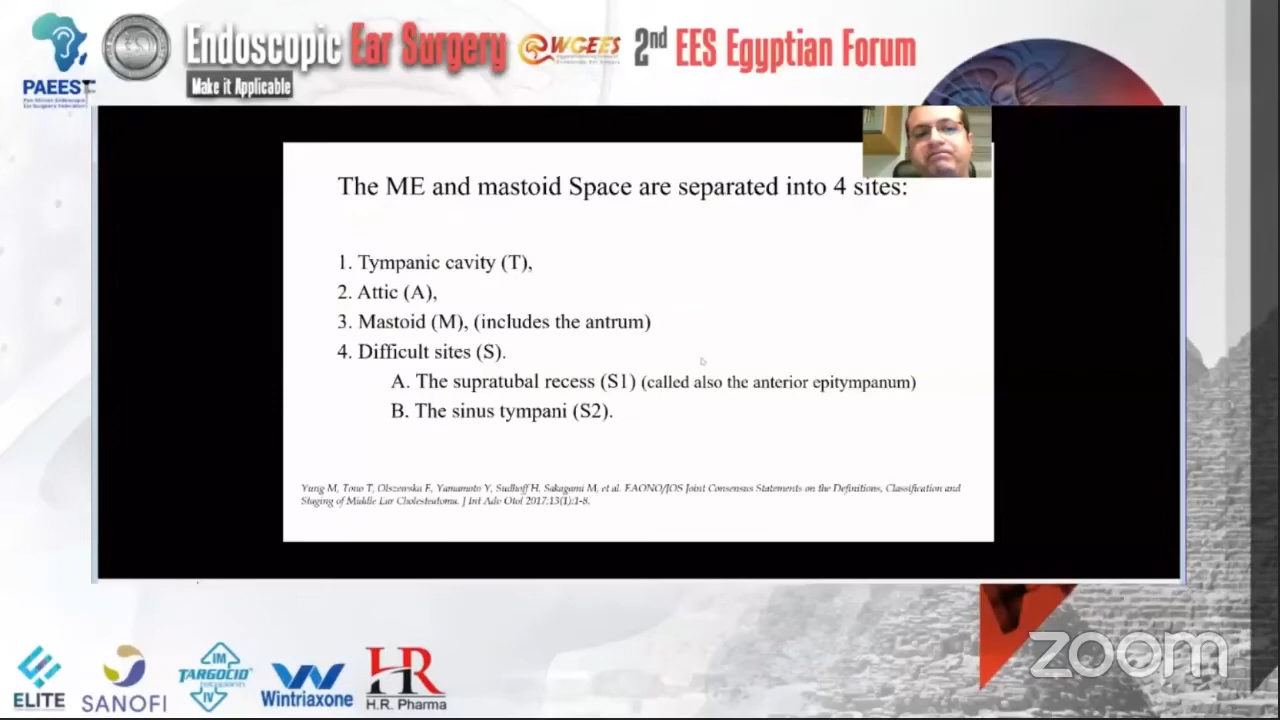 PAEEST
Endoscopic Ear Surgery
Make it Applicable
WGEES
2nd EES Egyptian Forum
The ME and mastoid Space are separated into 4 sites:
1. Tympanic cavity (T),
2. Attic (A),
3. Mastoid (M), (includes the antrum)
4. Difficult sites (S).
A. The supratubal recess (S1) (called also the anterior epitympanum)
B. The sinus tympani (S2).
Yung M, Tono T, Olszewska E, Yamamoto Y, Sudhoff H, Sakagami M, et al. EAONO/JOS Joint Consensus Statements on the Definitions, Classification and
Staging of Middle Ear Cholesteatoma. J Int Adv Otol 2017;13(1):1-8.
ELITE
SANOFI
IM
TARGOCID
IV
Wintriaxone
HR
H.R. Pharma
zoom